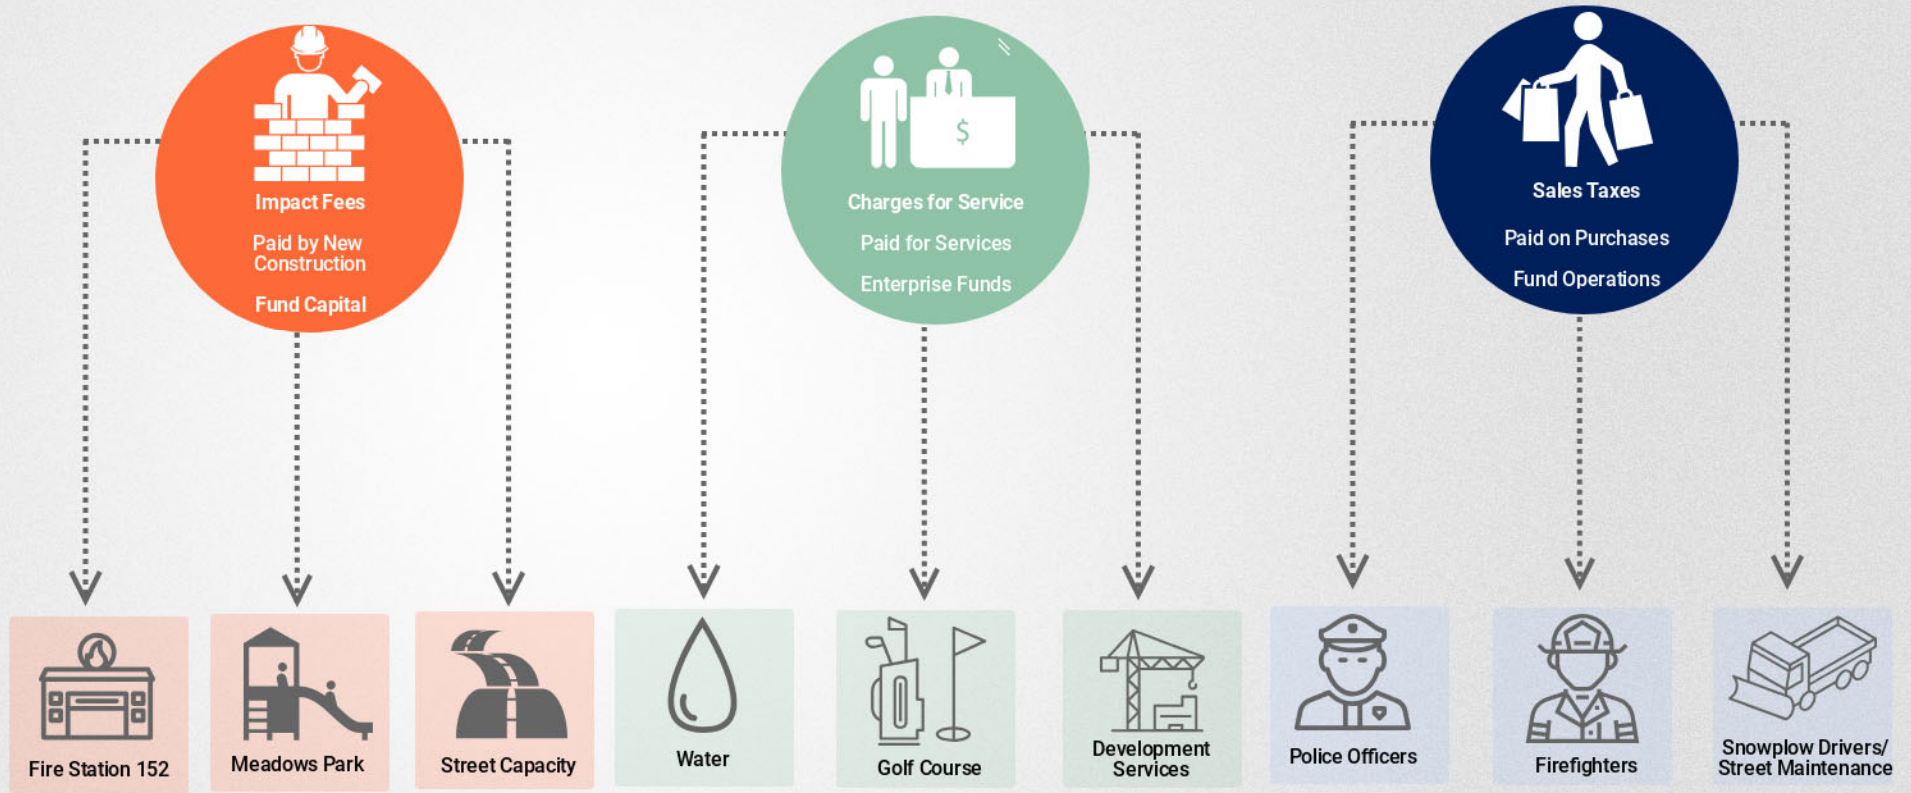 Impact Fees
Paid by New
Construction
Fund Capital
$
Charges for Service
Paid for Services
Enterprise Funds
Sales Taxes
Paid on Purchases
Fund Operations
Fire Station 152
Meadows Park
Street Capacity
Water
Golf Course
Development
Services
Police Officers
Firefighters
Snowplow Drivers/
Street Maintenance